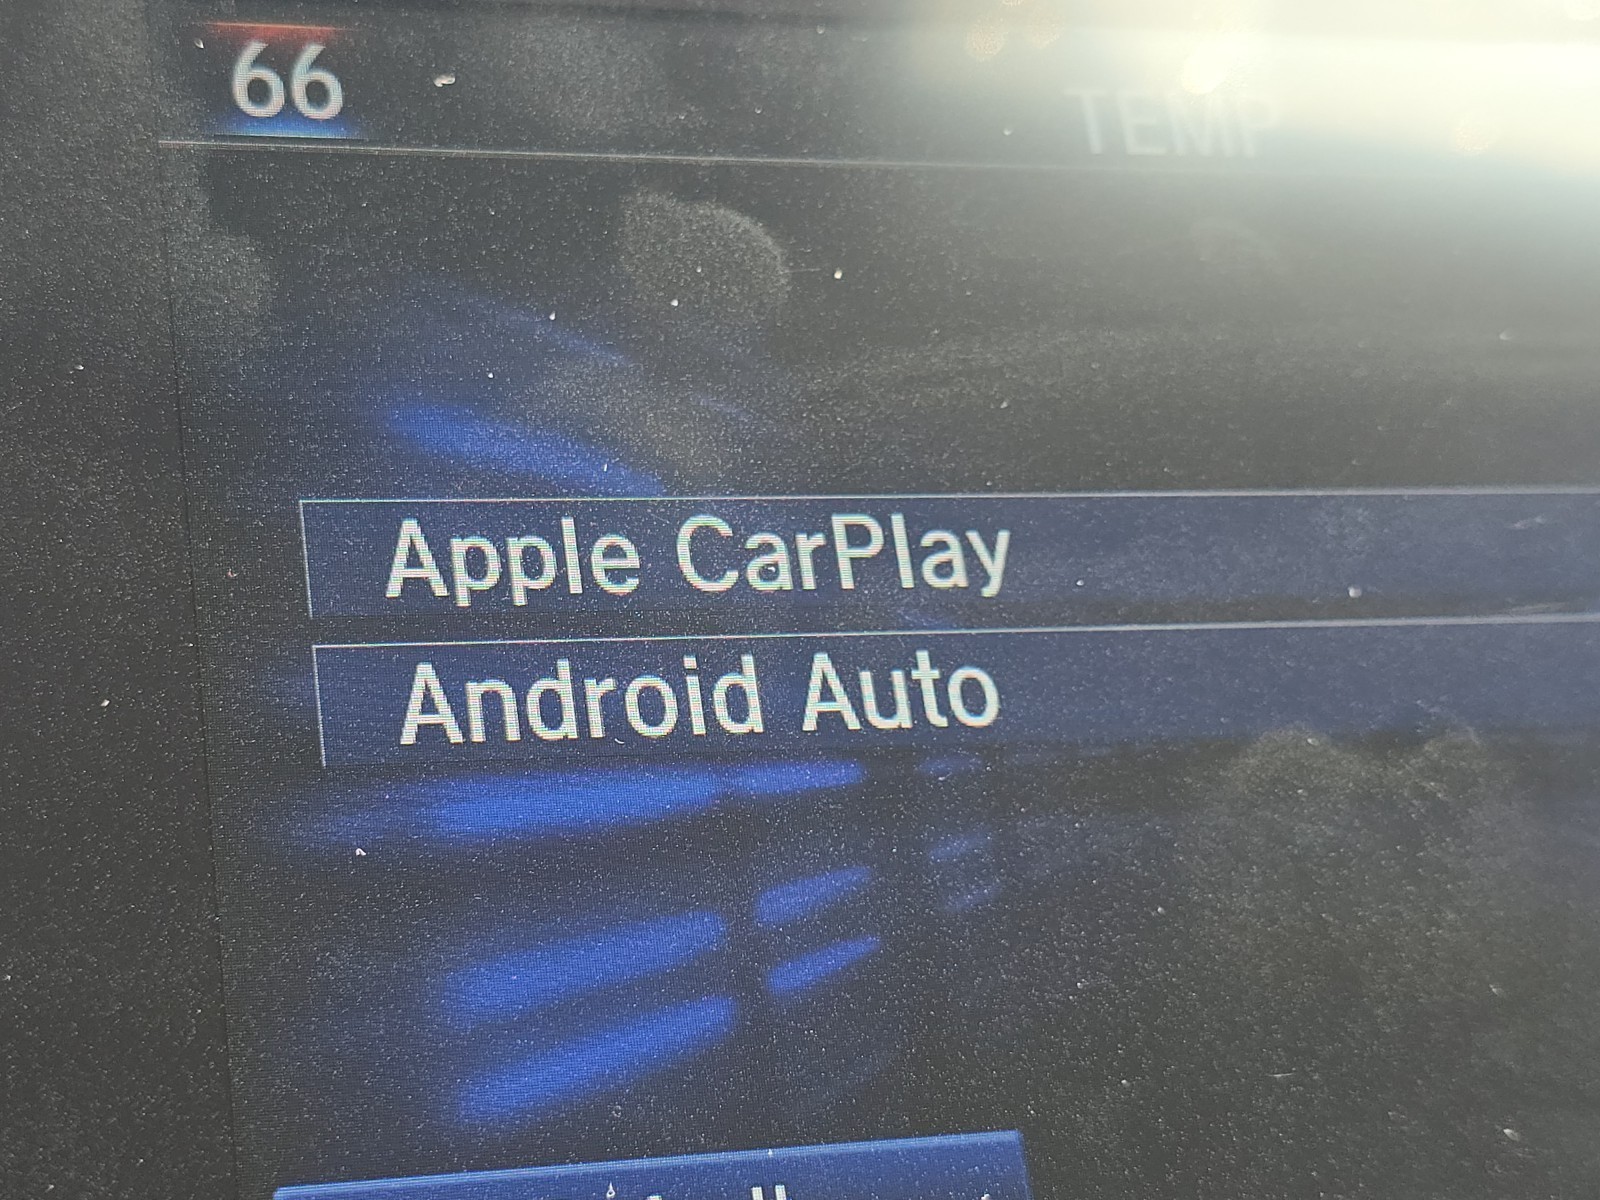 66
TEMP
Apple CarPlay
Android Auto